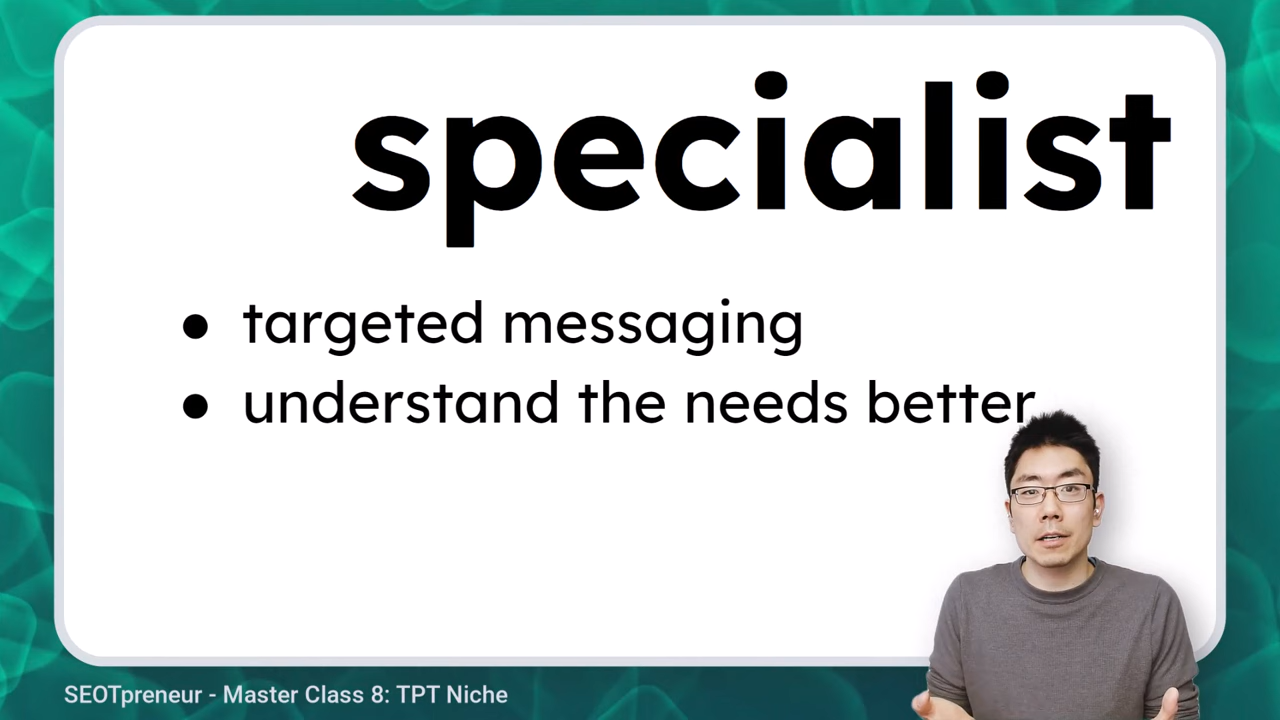 specialist
● targeted messaging
● understand the needs better
SEOTpreneur - Master Class 8: TPT Niche